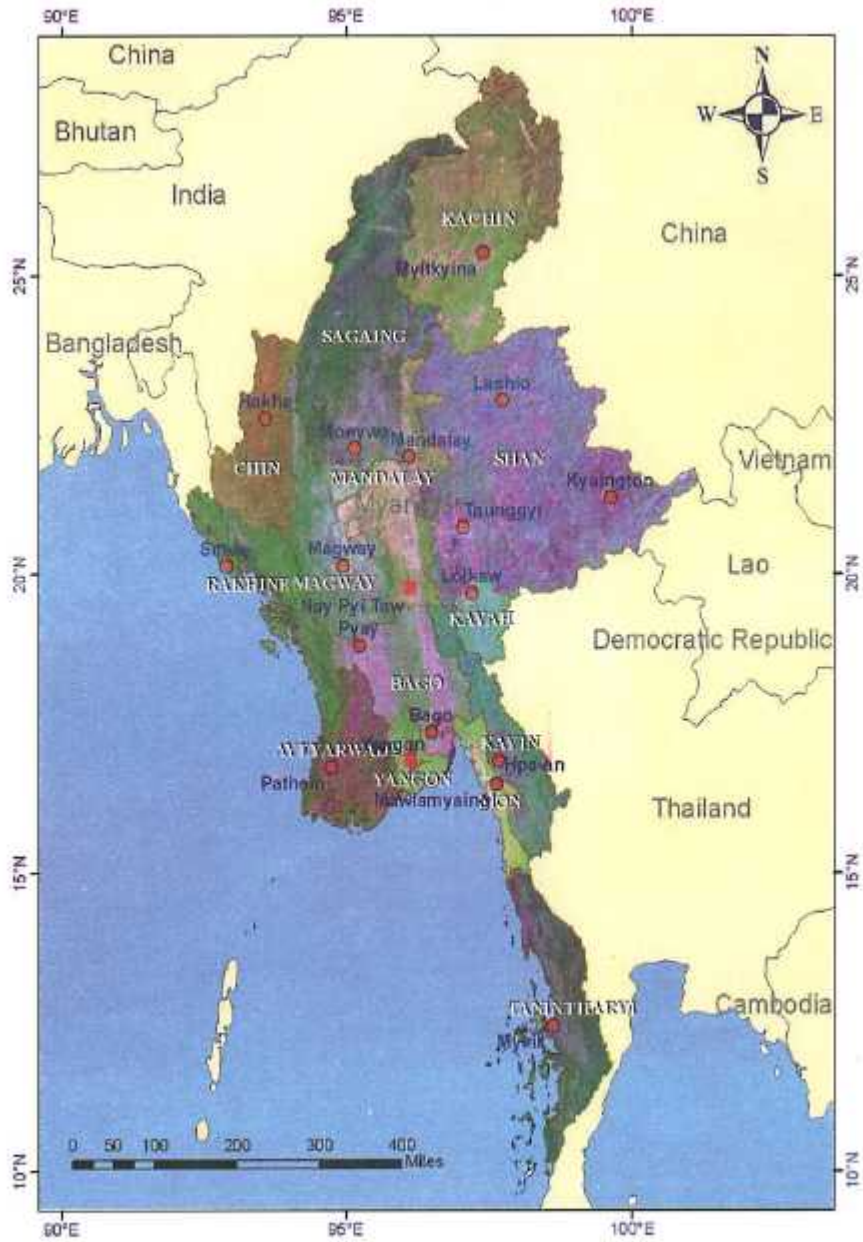 90°E 95°E 100°E
China
N
W E
S
Bhutan
India
KACHIN
China
Myitkyina
25°N 25°N
SAGAING
Bangladesh
Lashio
Hakha
Monywa
Mandalay
CHIN
SHAN
Vietnam
MANDALAY
Kyaington
Myanmar
Taunggyi
Sittwe
Magway
20°N 20°N
Lao
RAKHINE MAGWAY
Loikaw
Nay Pyi Taw
KAYAH
Pyay
Democratic Republic
BAGO
Bago
Yangon
KAYIN
AYEYARWADY
Hpa-an
Pathein
YANGON
Mawlamyaing
MON
Thailand
15°N 15°N
TANINTHARYI
Cambodia
Myeik
0 50 100 200 300 400
Miles
10°N 10°N
90°E 95°E 100°E